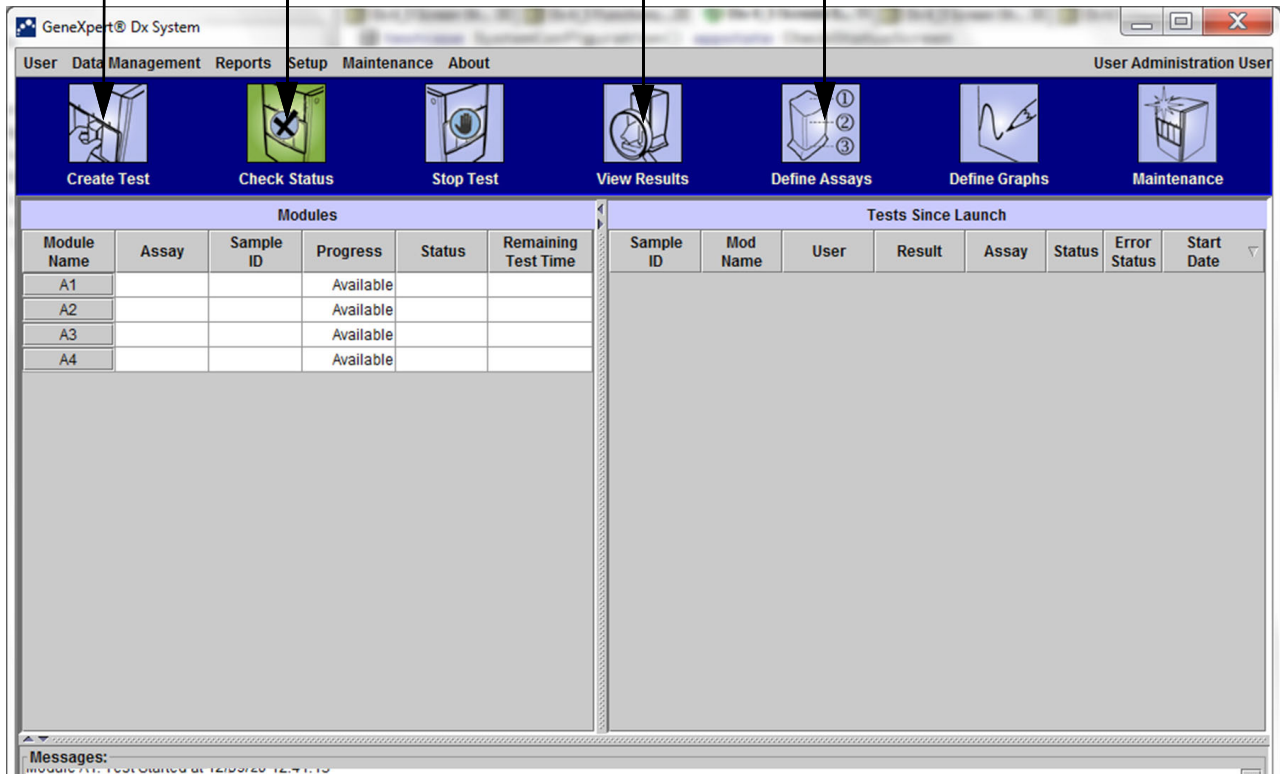 GeneXpert® Dx System
User Data Management Reports Setup Maintenance About User Administration User
① ② ③
Create Test Check Status Stop Test View Results Define Assays Define Graphs Maintenance
Modules
Module Name Assay Sample ID Progress Status Remaining Test Time
A1 Available
A2 Available
A3 Available
A4 Available
Tests Since Launch
Sample ID Mod Name User Result Assay Status Error Status Start Date
Messages: